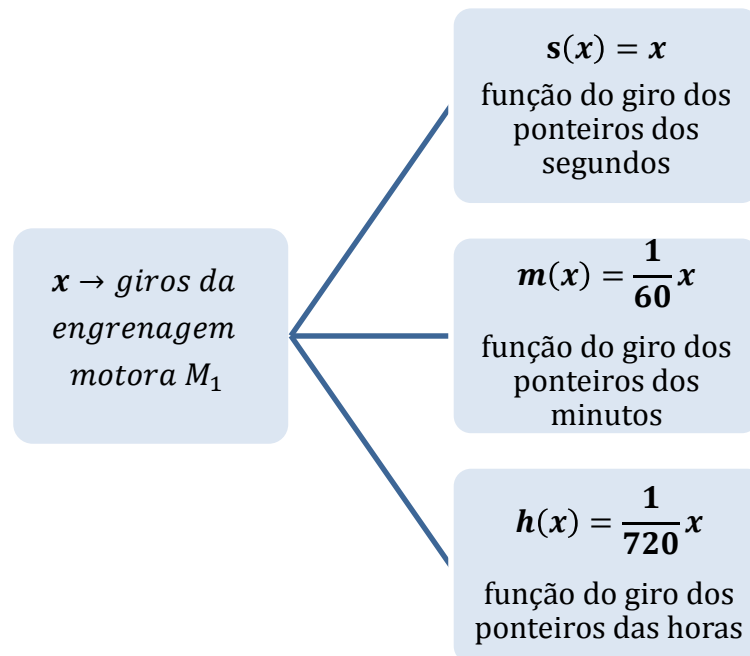 x → giros da
engrenagem
motora M₁
s(x) = x
função do giro dos
ponteiros dos
segundos
m(x) = 1/60 x
função do giro dos
ponteiros dos
minutos
h(x) = 1/720 x
função do giro dos
ponteiros das horas